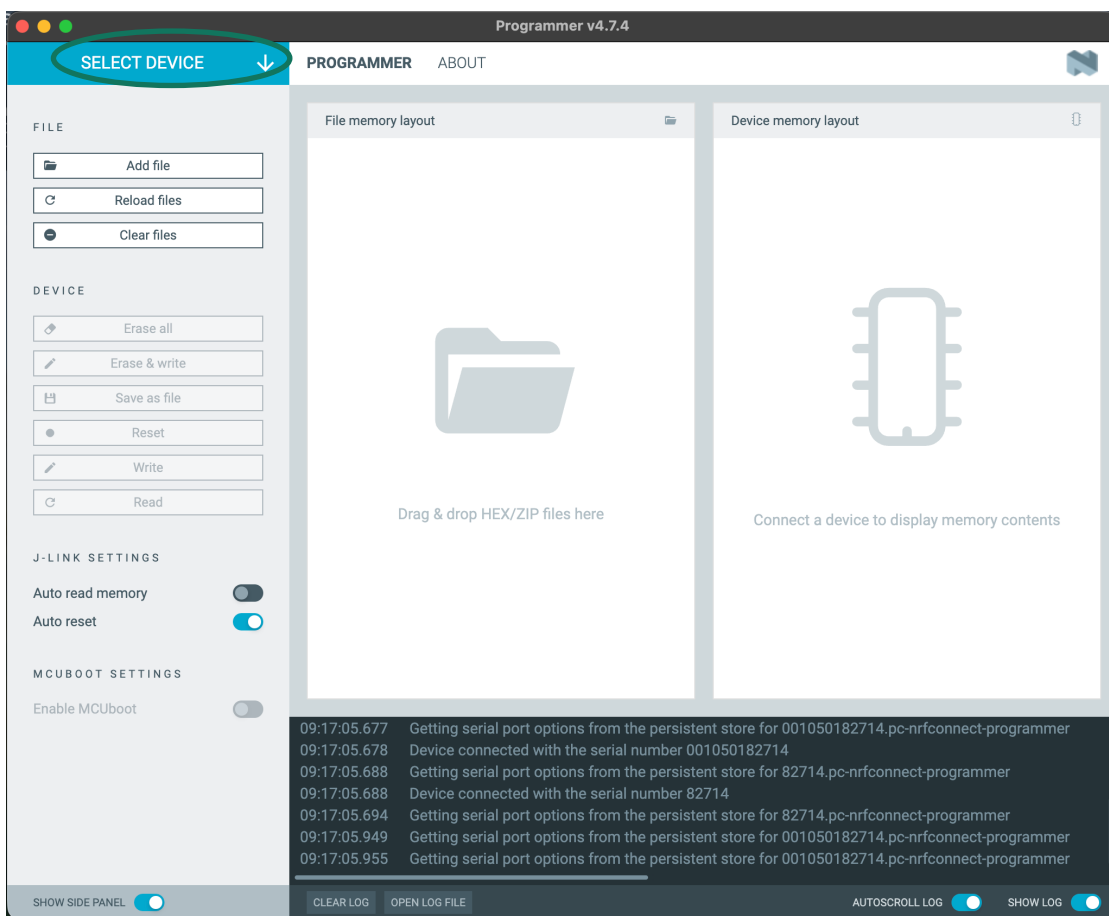 Programmer v4.7.4
SELECT DEVICE
PROGRAMMER ABOUT
FILE
Add file
Reload files
Clear files
DEVICE
Erase all
Erase & write
Save as file
Reset
Write
Read
J-LINK SETTINGS
Auto read memory
Auto reset
MCUBOOT SETTINGS
Enable MCUboot
SHOW SIDE PANEL
File memory layout
Drag & drop HEX/ZIP files here
Device memory layout
Connect a device to display memory contents
09:17:05.677 Getting serial port options from the persistent store for 001050182714.pc-nrfconnect-programmer
09:17:05.678 Device connected with the serial number 001050182714
09:17:05.688 Getting serial port options from the persistent store for 82714.pc-nrfconnect-programmer
09:17:05.688 Device connected with the serial number 82714
09:17:05.694 Getting serial port options from the persistent store for 82714.pc-nrfconnect-programmer
09:17:05.949 Getting serial port options from the persistent store for 001050182714.pc-nrfconnect-programmer
09:17:05.955 Getting serial port options from the persistent store for 001050182714.pc-nrfconnect-programmer
CLEAR LOG OPEN LOG FILE AUTOSCROLL LOG SHOW LOG